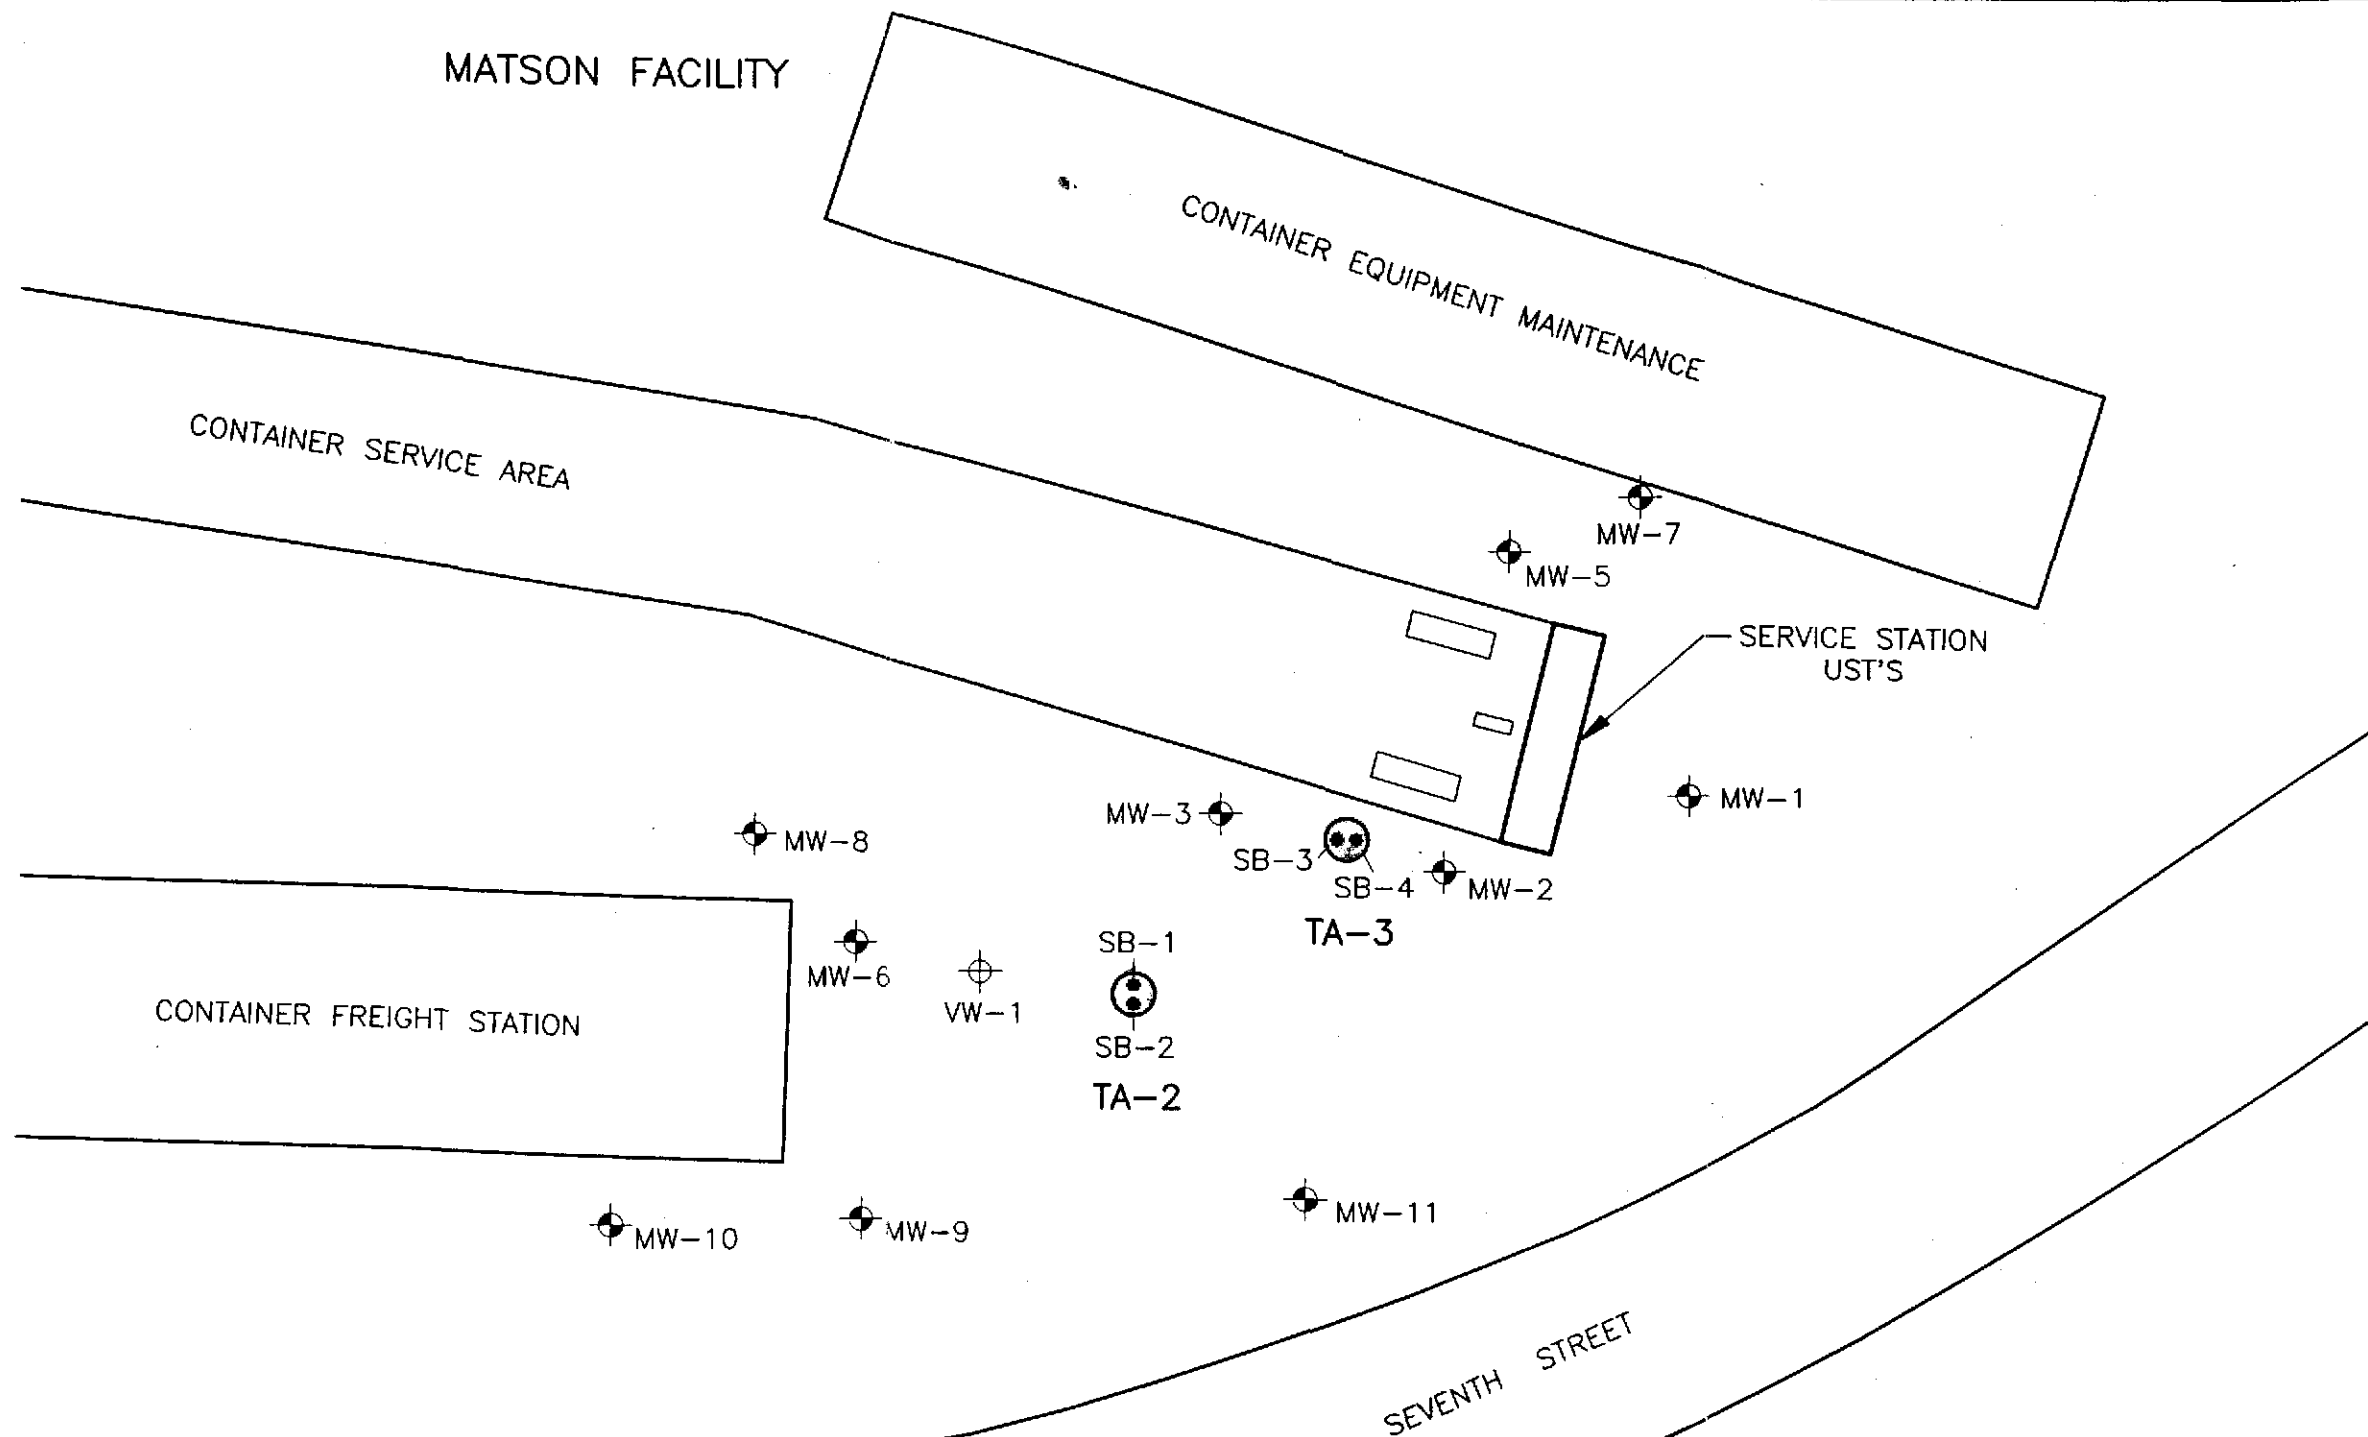 MATSON FACILITY
CONTAINER EQUIPMENT MAINTENANCE
CONTAINER SERVICE AREA
MW-7
MW-5
SERVICE STATION
UST'S
MW-1
MW-3
MW-8
SB-3
SB-4
MW-2
TA-3
SB-1
MW-6
VW-1
CONTAINER FREIGHT STATION
SB-2
TA-2
MW-11
MW-10
MW-9
SEVENTH STREET